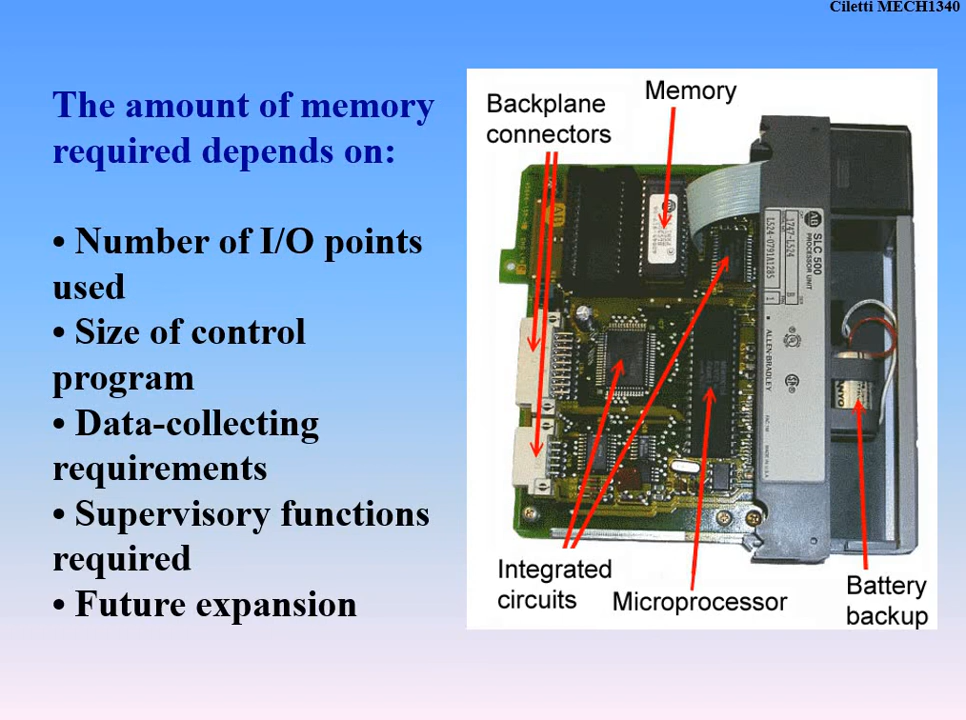 Ciletti MECH1340
The amount of memory
required depends on:
• Number of I/O points
used
• Size of control
program
• Data-collecting
requirements
• Supervisory functions
required
• Future expansion
Backplane
connectors
Memory
SLC 500
PROCESSOR UNIT
1747-L524
ALLEN-BRADLEY
Integrated
circuits
Microprocessor
Battery
backup